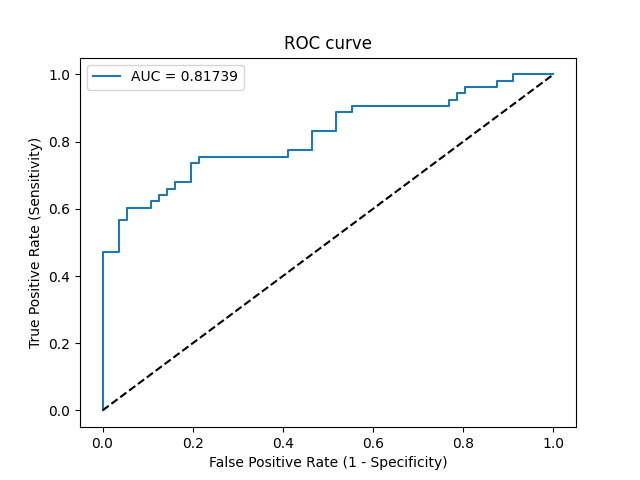 ROC curve
AUC = 0.81739
True Positive Rate (Sensitivity)
1.0
0.8
0.6
0.4
0.2
0.0
0.0 0.2 0.4 0.6 0.8 1.0
False Positive Rate (1 - Specificity)